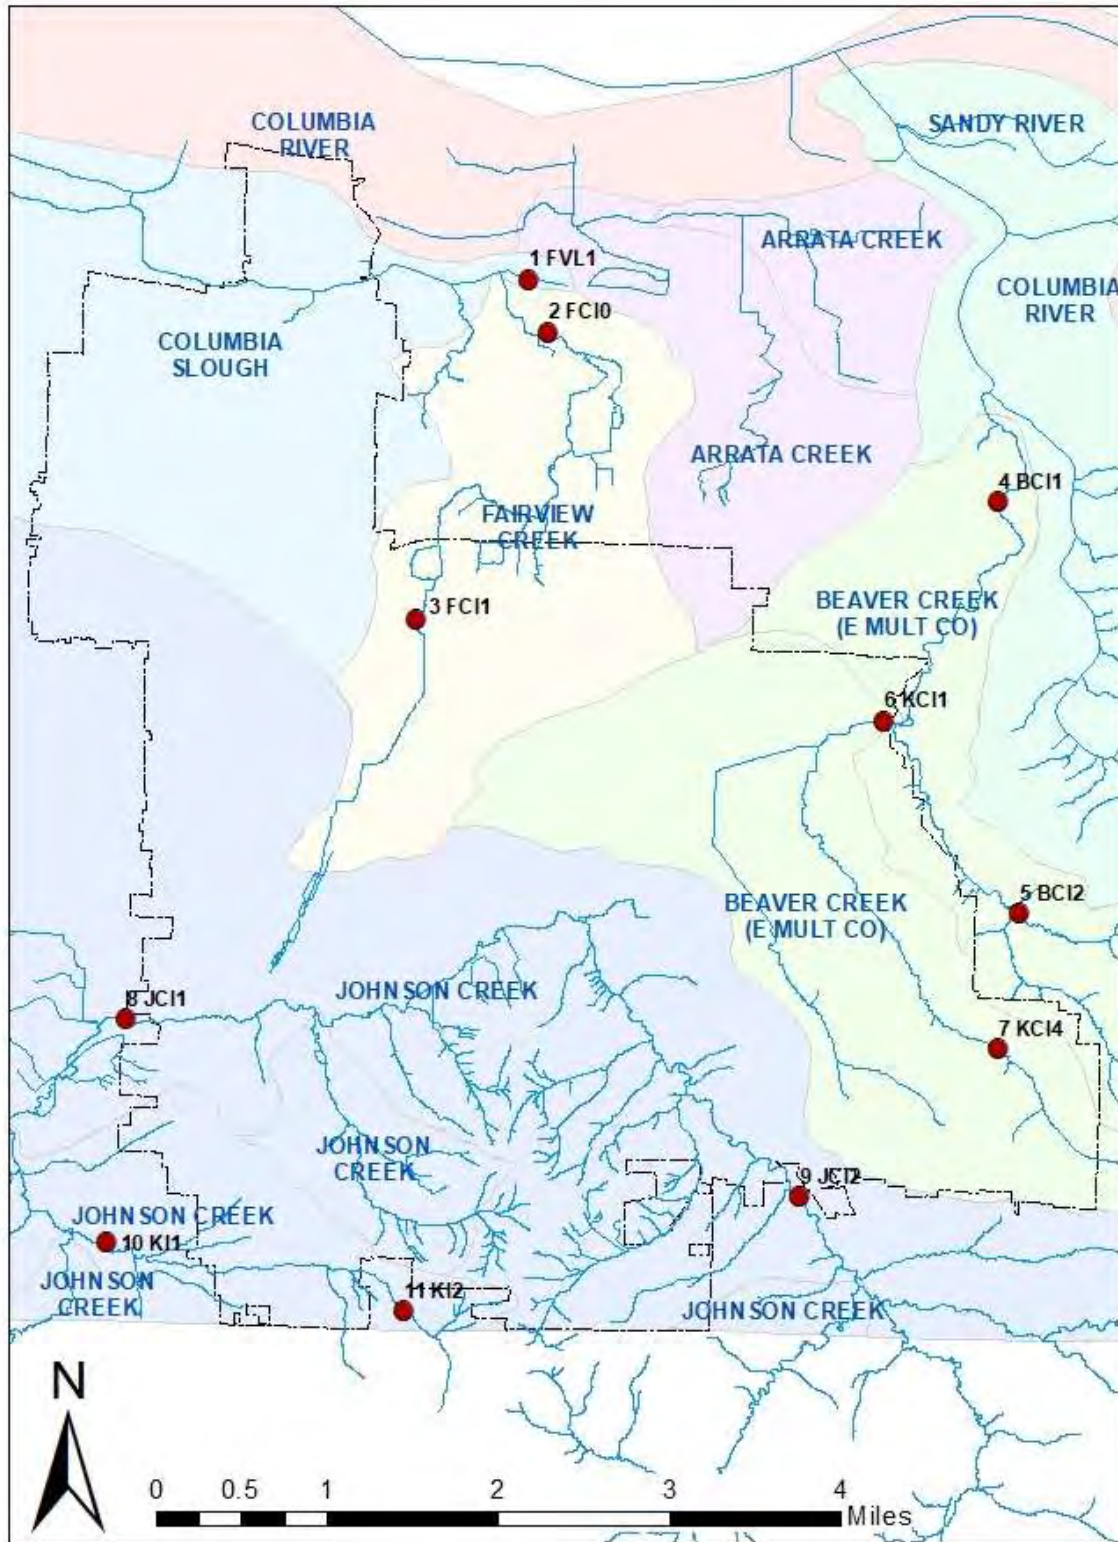 COLUMBIA
RIVER
SANDY RIVER
ARRATA CREEK
1 FVL1
COLUMBIA
RIVER
2 FCI0
COLUMBIA
SLOUGH
ARRATA CREEK
4 BCI1
FAIRVIEW
CREEK
3 FCI1
BEAVER CREEK
(E MULT CO)
6 KCI1
5 BCI2
BEAVER CREEK
(E MULT CO)
JOHNSON CREEK
8 JCI1
7 KCI4
JOHNSON
CREEK
9 JCI2
JOHNSON CREEK
10 KI1
JOHNSON
CREEK
11 KI2
JOHNSON CREEK
N
0 0.5 1 2 3 4
Miles